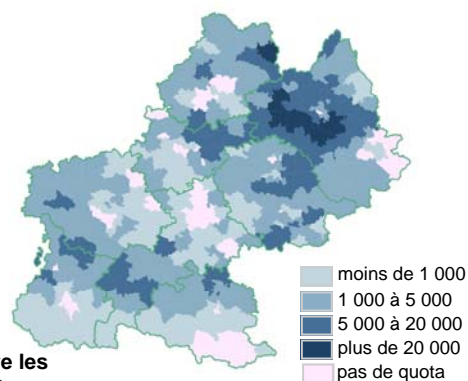 moins de 1 000
1 000 à 5 000
5 000 à 20 000
plus de 20 000
pas de quota
les